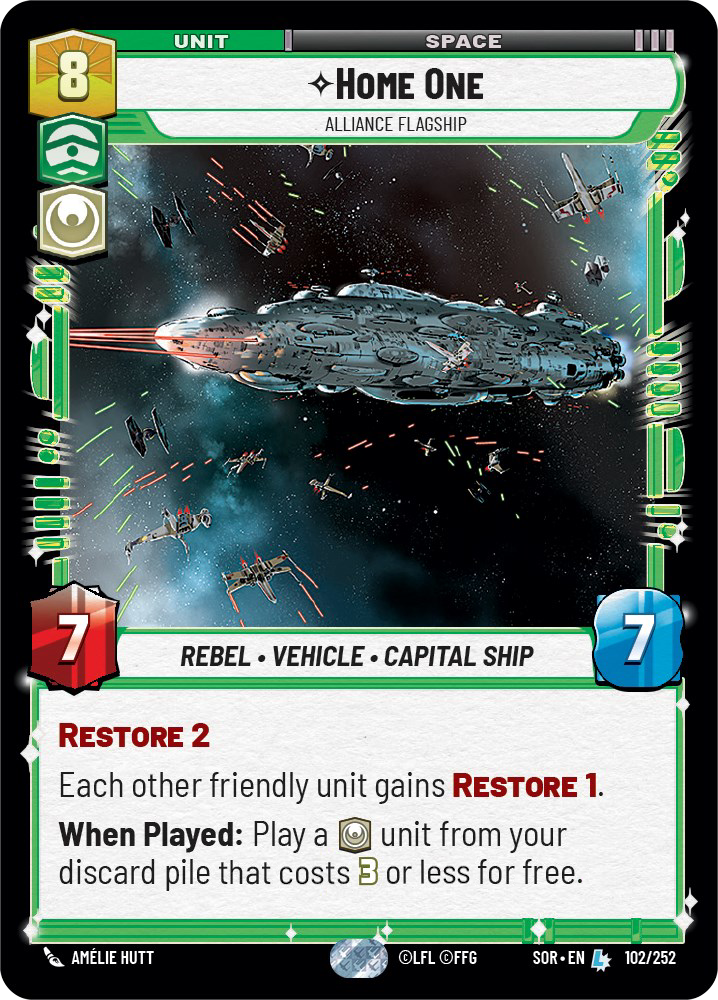 UNIT SPACE
8
HOME ONE
ALLIANCE FLAGSHIP
7
REBEL • VEHICLE • CAPITAL SHIP
7
RESTORE 2
Each other friendly unit gains RESTORE 1.
When Played: Play a unit from your
discard pile that costs 3 or less for free.
AMÉLIE HUTT ©LFL ©FFG SOR • EN L 102/252